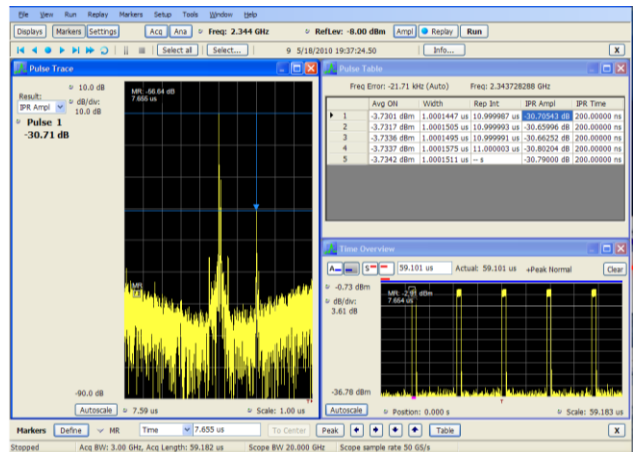 File View Run Replay Markers Setup Tools Window Help
Displays Markers Settings Acq Ana Freq: 2.344 GHz RefLev: -8.00 dBm Ampl Replay Run
Select all Select... 9 5/18/2010 19:37:24.50 Info...
Pulse Trace
Result:
IPR Ampl
10.0 dB
dB/div:
10.0 dB
Pulse 1
-30.71 dB
MR: -66.64 dB
7.655 us
MR
-90.0 dB
Autoscale 7.59 us Scale: 1.00 us
Pulse Table
Freq Error: -21.71 kHz (Auto) Freq: 2.343728288 GHz
Avg ON Width Rep Int IPR Ampl IPR Time
1 -3.7301 dBm 1.0001447 us 10.999987 us -30.70543 dB 200.00000 ns
2 -3.7317 dBm 1.0001505 us 10.999993 us -30.65996 dB 200.00000 ns
3 -3.7336 dBm 1.0001495 us 10.999991 us -30.66252 dB 200.00000 ns
4 -3.7337 dBm 1.0001575 us 11.000003 us -30.80204 dB 200.00000 ns
5 -3.7342 dBm 1.0001511 us -- s -30.79000 dB 200.00000 ns
Time Overview
A S 59.101 us Actual: 59.101 us +Peak Normal Clear
-0.73 dBm
dB/div:
3.61 dB
7.654 us
-36.78 dBm
Autoscale Position: 0.000 s Scale: 59.183 us
Markers Define MR Time 7.655 us To Center Peak Table X
Stopped Acq BW: 3.00 GHz, Acq Length: 59.182 us Scope BW 20.000 GHz Scope sample rate 50 GS/s